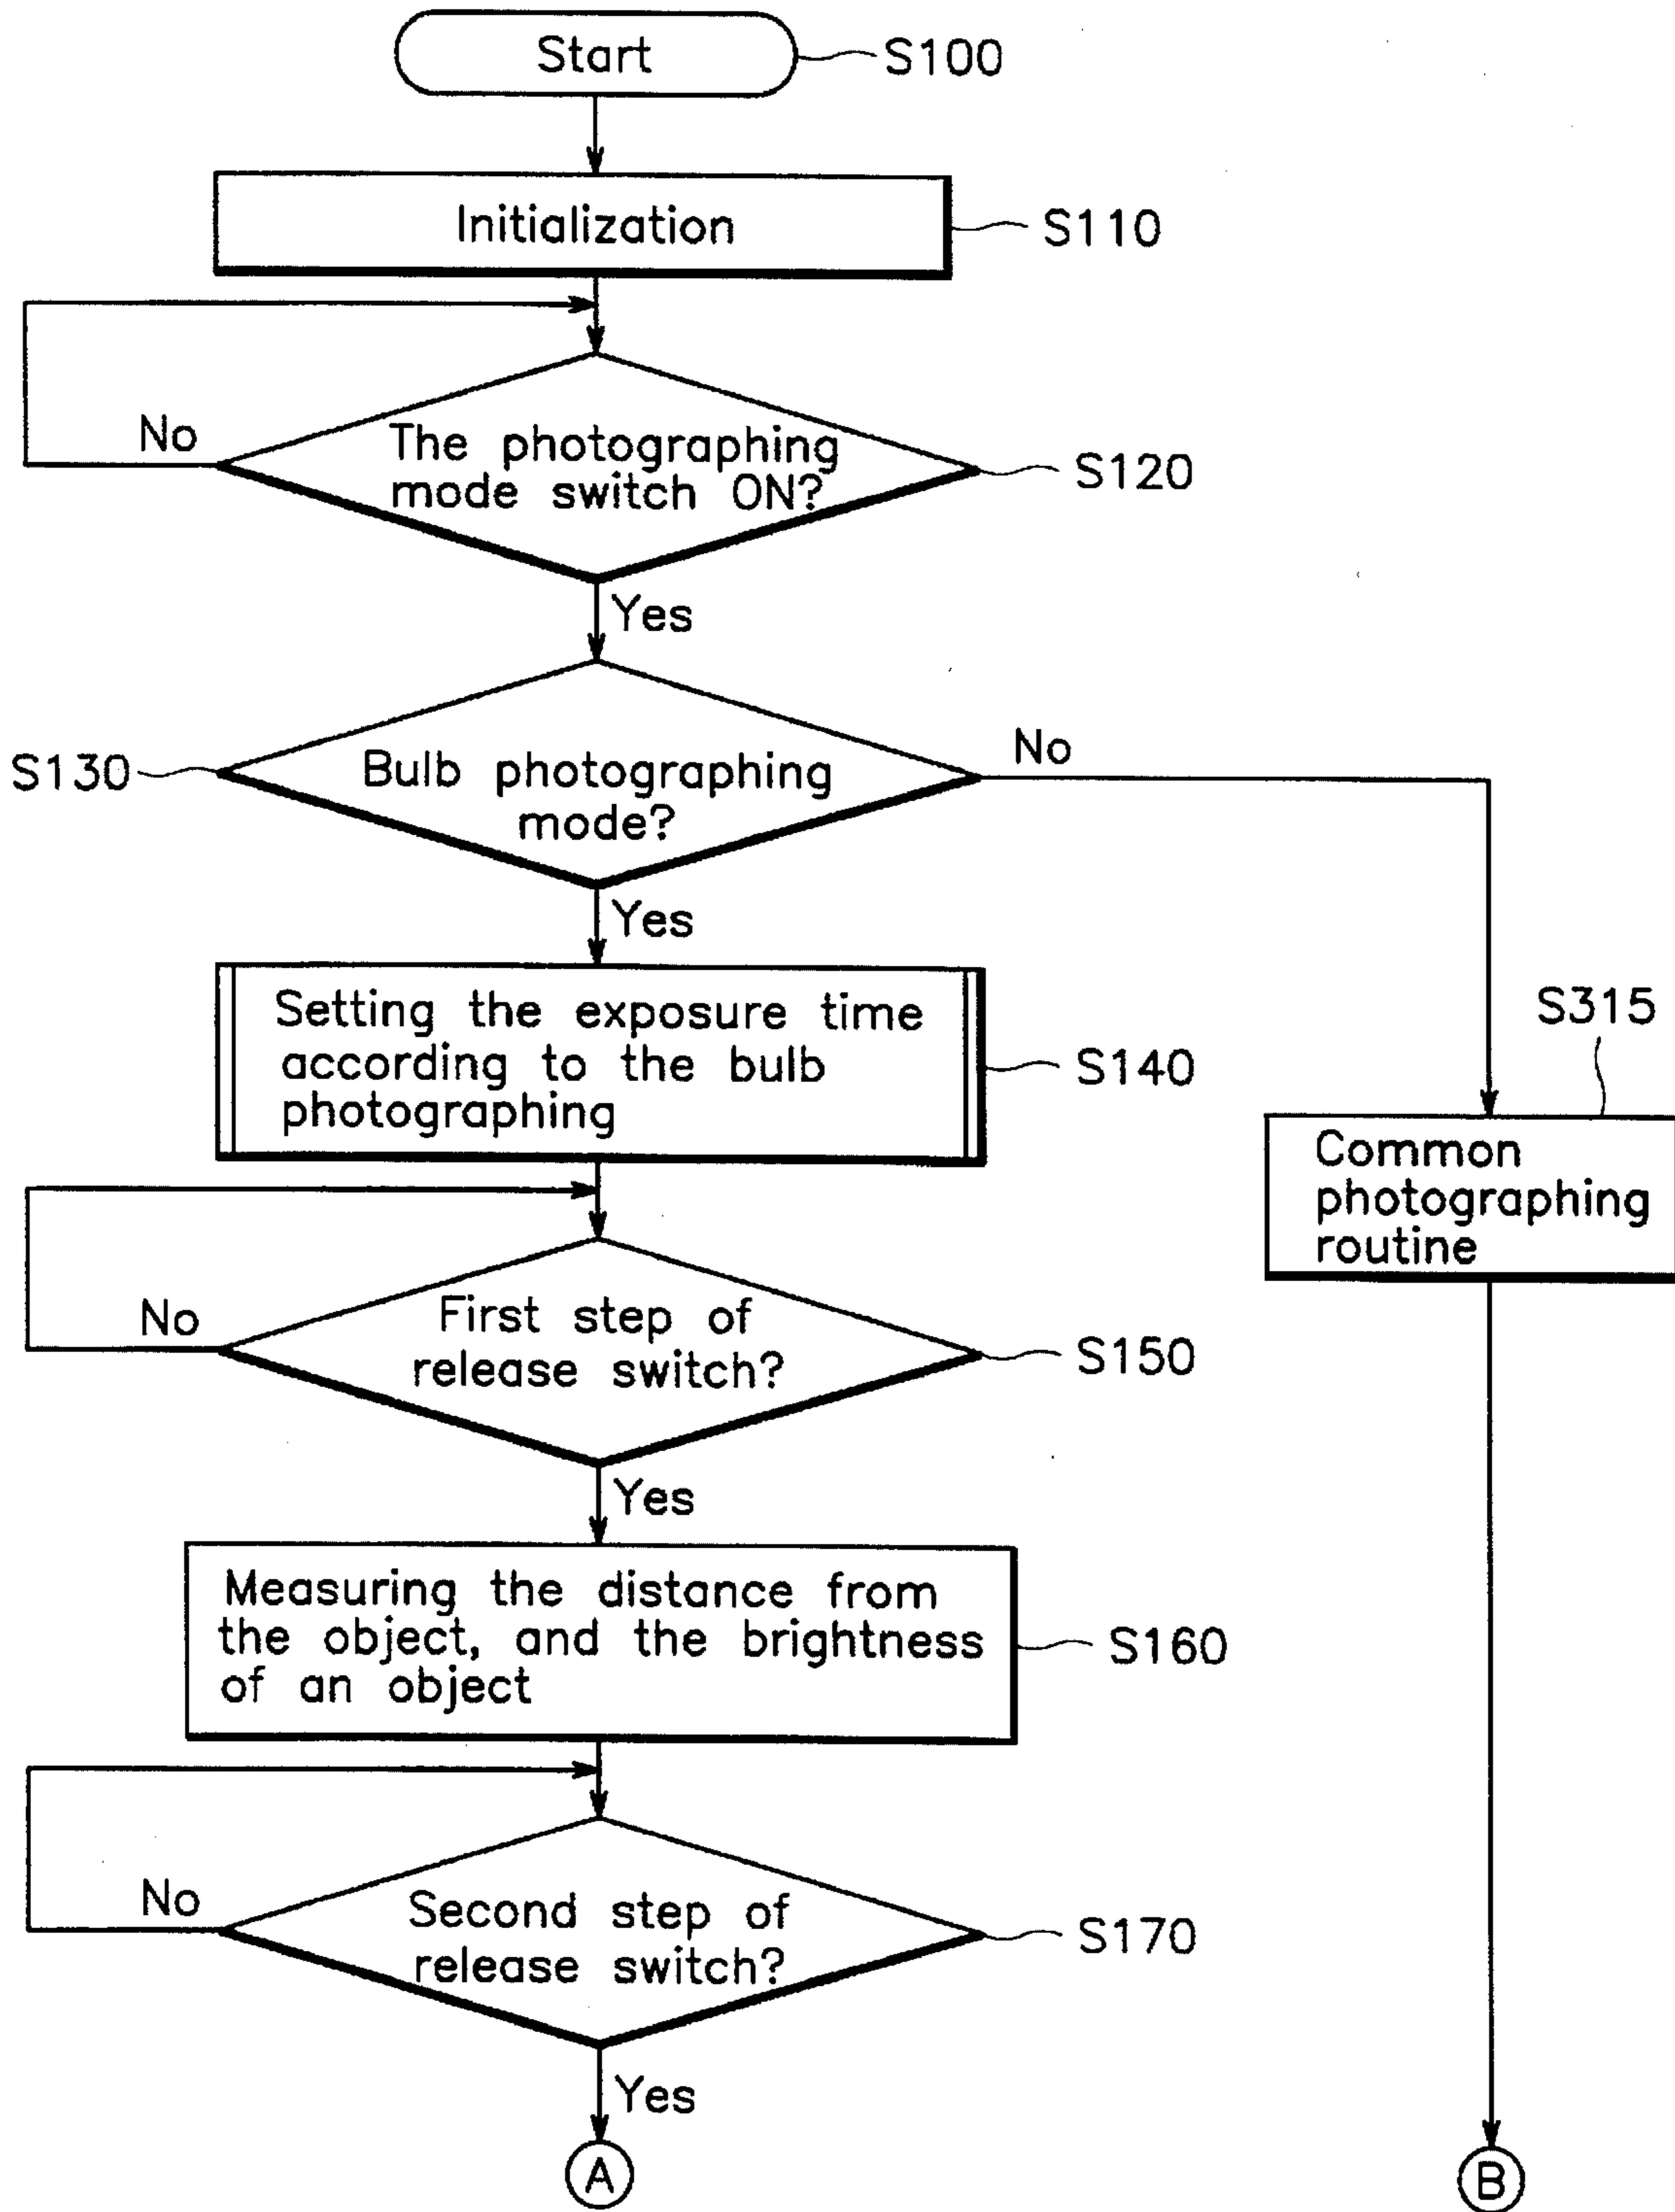 Start
S100
Initialization
S110
No
The photographing
mode switch ON?
S120
Yes
S130
Bulb photographing
mode?
No
Yes
Setting the exposure time
according to the bulb
photographing
S140
S315
Common
photographing
routine
No
First step of
release switch?
S150
Yes
Measuring the distance from
the object, and the brightness
of an object
S160
No
Second step of
release switch?
S170
Yes
A
B